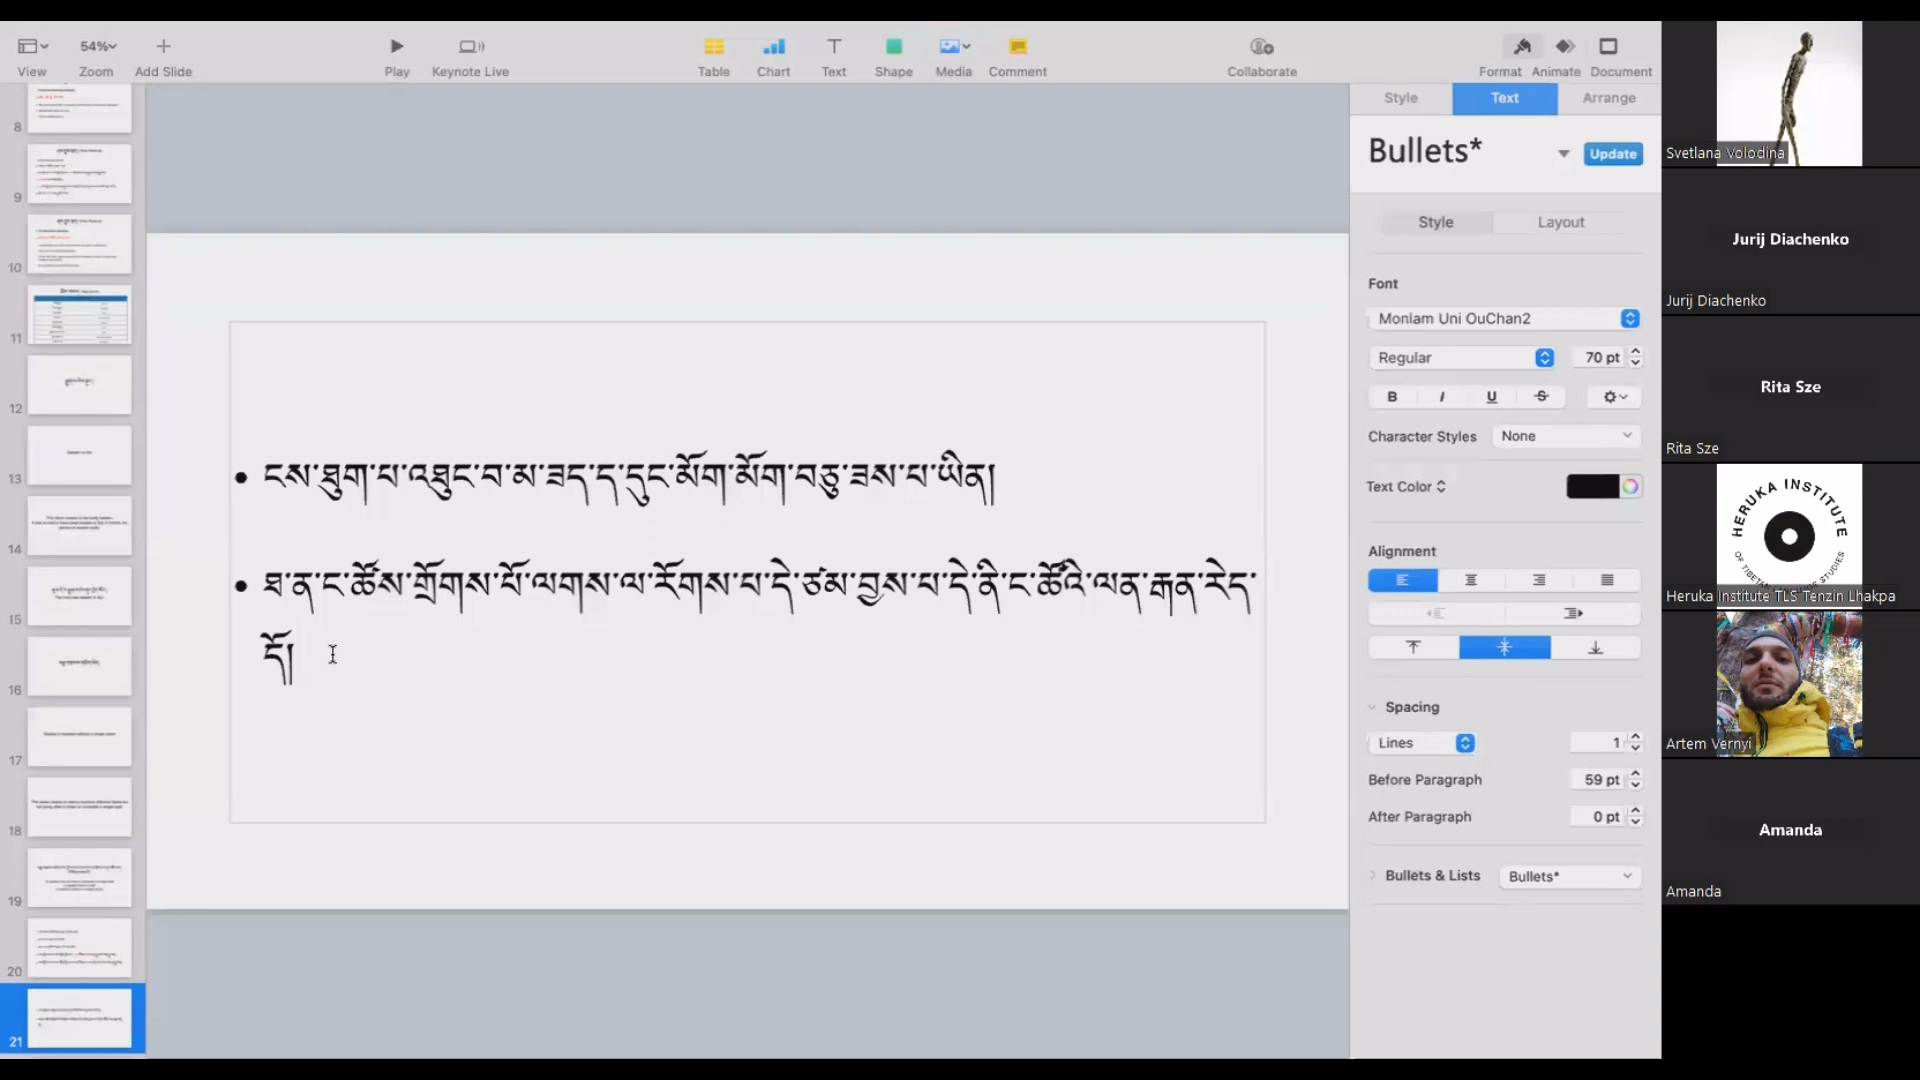 View
54%
Zoom
Add Slide
Play
Keynote Live
Table
Chart
Text
Shape
Media
Comment
Collaborate
Format
Animate
Document
8
9
10
11
12
13
14
15
16
17
18
19
20
21
• ངས་ཐུག་པ་འཐུང་བ་མ་ཟད་ད་དུང་མོག་མོག་བཅུ་ཟས་པ་ཡིན།
• ཐ་ན་ང་ཚོས་གྲོགས་པོ་ལགས་ལ་རོགས་པ་དེ་ཙམ་བྱས་པ་དེ་ནི་ང་ཚོའི་ལན་རྒན་རེད་
དོ།
Style
Text
Arrange
Bullets*
Update
Style
Layout
Font
Monlam Uni OuChan2
Regular
70 pt
B I U S
Character Styles
None
Text Color
Alignment
Spacing
Lines
1
Before Paragraph
59 pt
After Paragraph
0 pt
Bullets & Lists
Bullets*
Svetlana Volodina
Jurij Diachenko
Jurij Diachenko
Rita Sze
Rita Sze
HERUKA INSTITUTE
Heruka Institute TLS Tenzin Lhakpa
Artem Vernyi
Amanda
Amanda